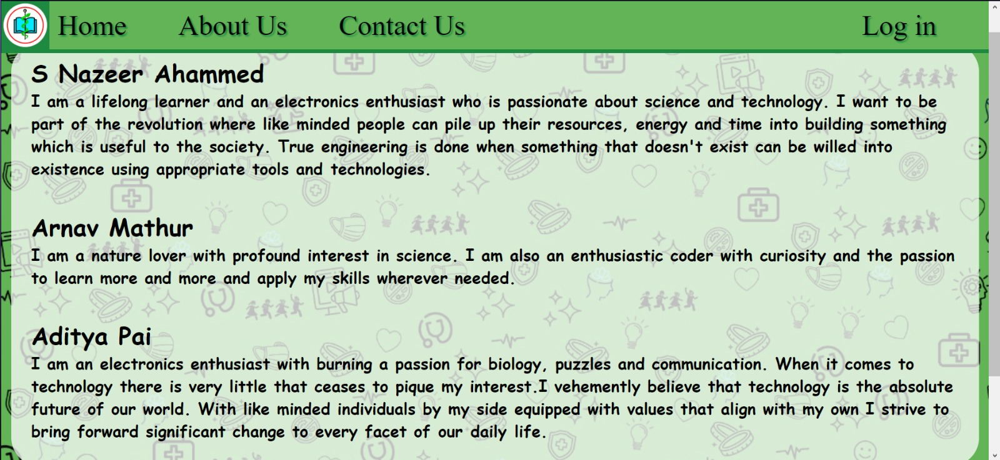 Home About Us Contact Us Log in
S Nazeer Ahammed
I am a lifelong learner and an electronics enthusiast who is passionate about science and technology. I want to be
part of the revolution where like minded people can pile up their resources, energy and time into building something
which is useful to the society. True engineering is done when something that doesn't exist can be willed into
existence using appropriate tools and technologies.
Arnav Mathur
I am a nature lover with profound interest in science. I am also an enthusiastic coder with curiosity and the passion
to learn more and more and apply my skills wherever needed.
Aditya Pai
I am an electronics enthusiast with burning a passion for biology, puzzles and communication. When it comes to
technology there is very little that ceases to pique my interest.I vehemently believe that technology is the absolute
future of our world. With like minded individuals by my side equipped with values that align with my own I strive to
bring forward significant change to every facet of our daily life.